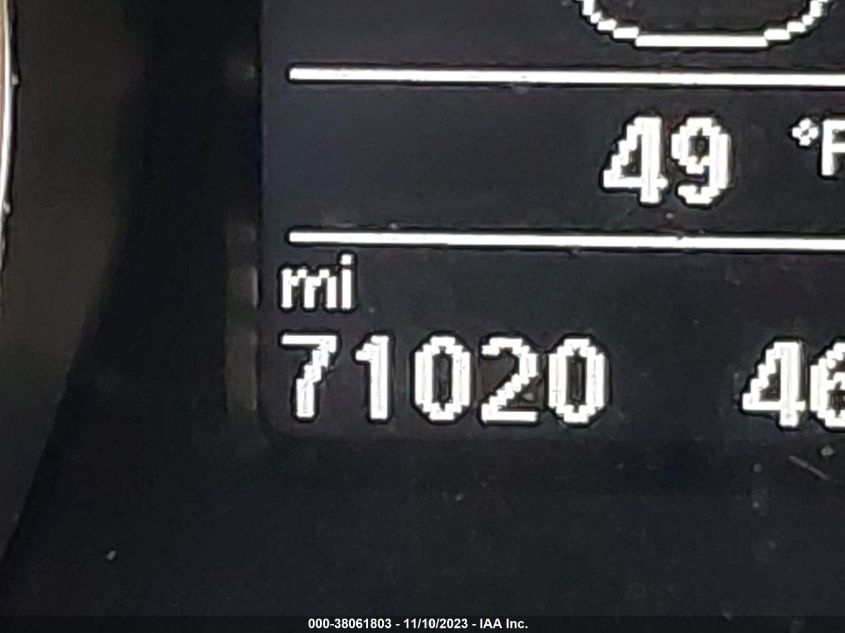 49 °F
mi
71020 46
000-38061803 - 11/10/2023 - IAA Inc.